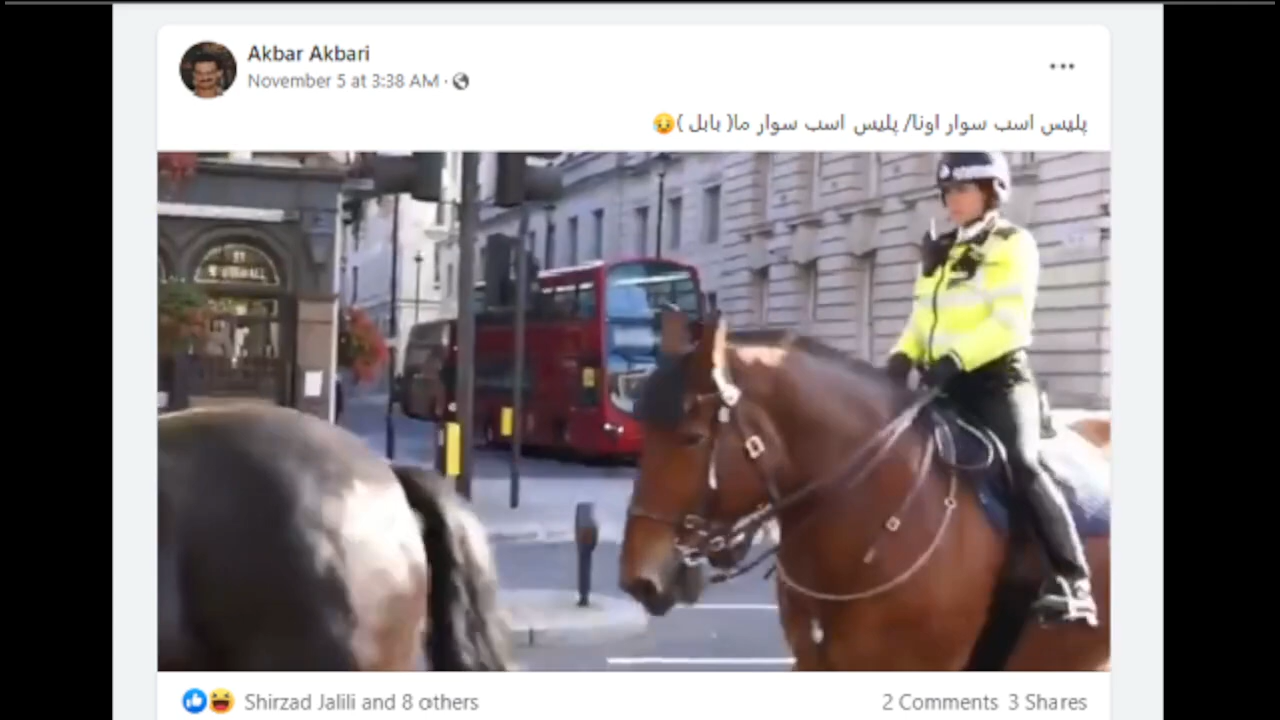 Akbar Akbari
November 5 at 3:38 AM ·
پلیس اسب سوار اونا/ پلیس اسب سوار ما( بابل )😥
Shirzad Jalili and 8 others
2 Comments 3 Shares